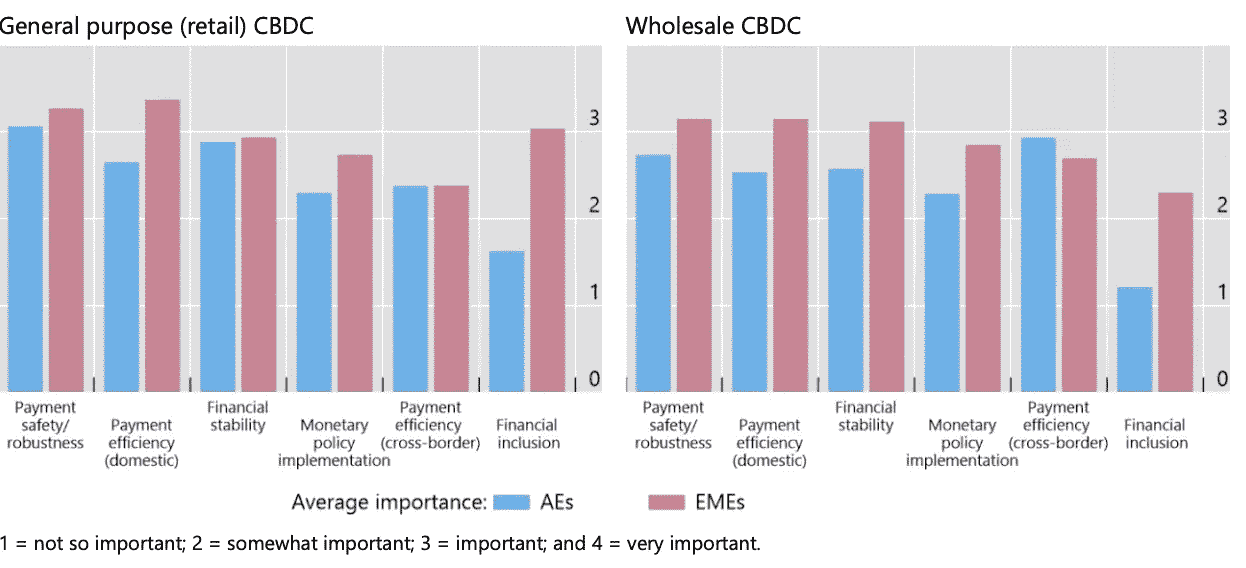 General purpose (retail) CBDC
3
2
1
0
Payment
safety/
robustness
Payment
efficiency
(domestic)
Financial
stability
Monetary
policy
implementation
Payment
efficiency
(cross-border)
Financial
inclusion
Wholesale CBDC
3
2
1
0
Payment
safety/
robustness
Payment
efficiency
(domestic)
Financial
stability
Monetary
policy
implementation
Payment
efficiency
(cross-border)
Financial
inclusion
Average importance: AEs EMEs
1 = not so important; 2 = somewhat important; 3 = important; and 4 = very important.